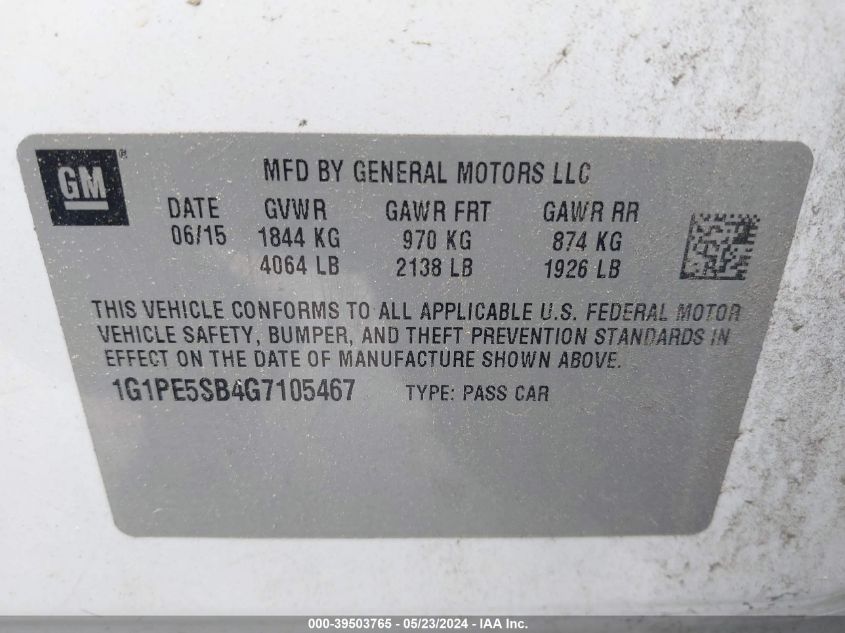 GM®
MFD BY GENERAL MOTORS LLC
DATE GVWR GAWR FRT GAWR RR
06/15 1844 KG 970 KG 874 KG
4064 LB 2138 LB 1926 LB
THIS VEHICLE CONFORMS TO ALL APPLICABLE U.S. FEDERAL MOTOR
VEHICLE SAFETY, BUMPER, AND THEFT PREVENTION STANDARDS IN
EFFECT ON THE DATE OF MANUFACTURE SHOWN ABOVE.
1G1PE5SB4G7105467 TYPE: PASS CAR
000-39503765 - 05/23/2024 - IAA Inc.